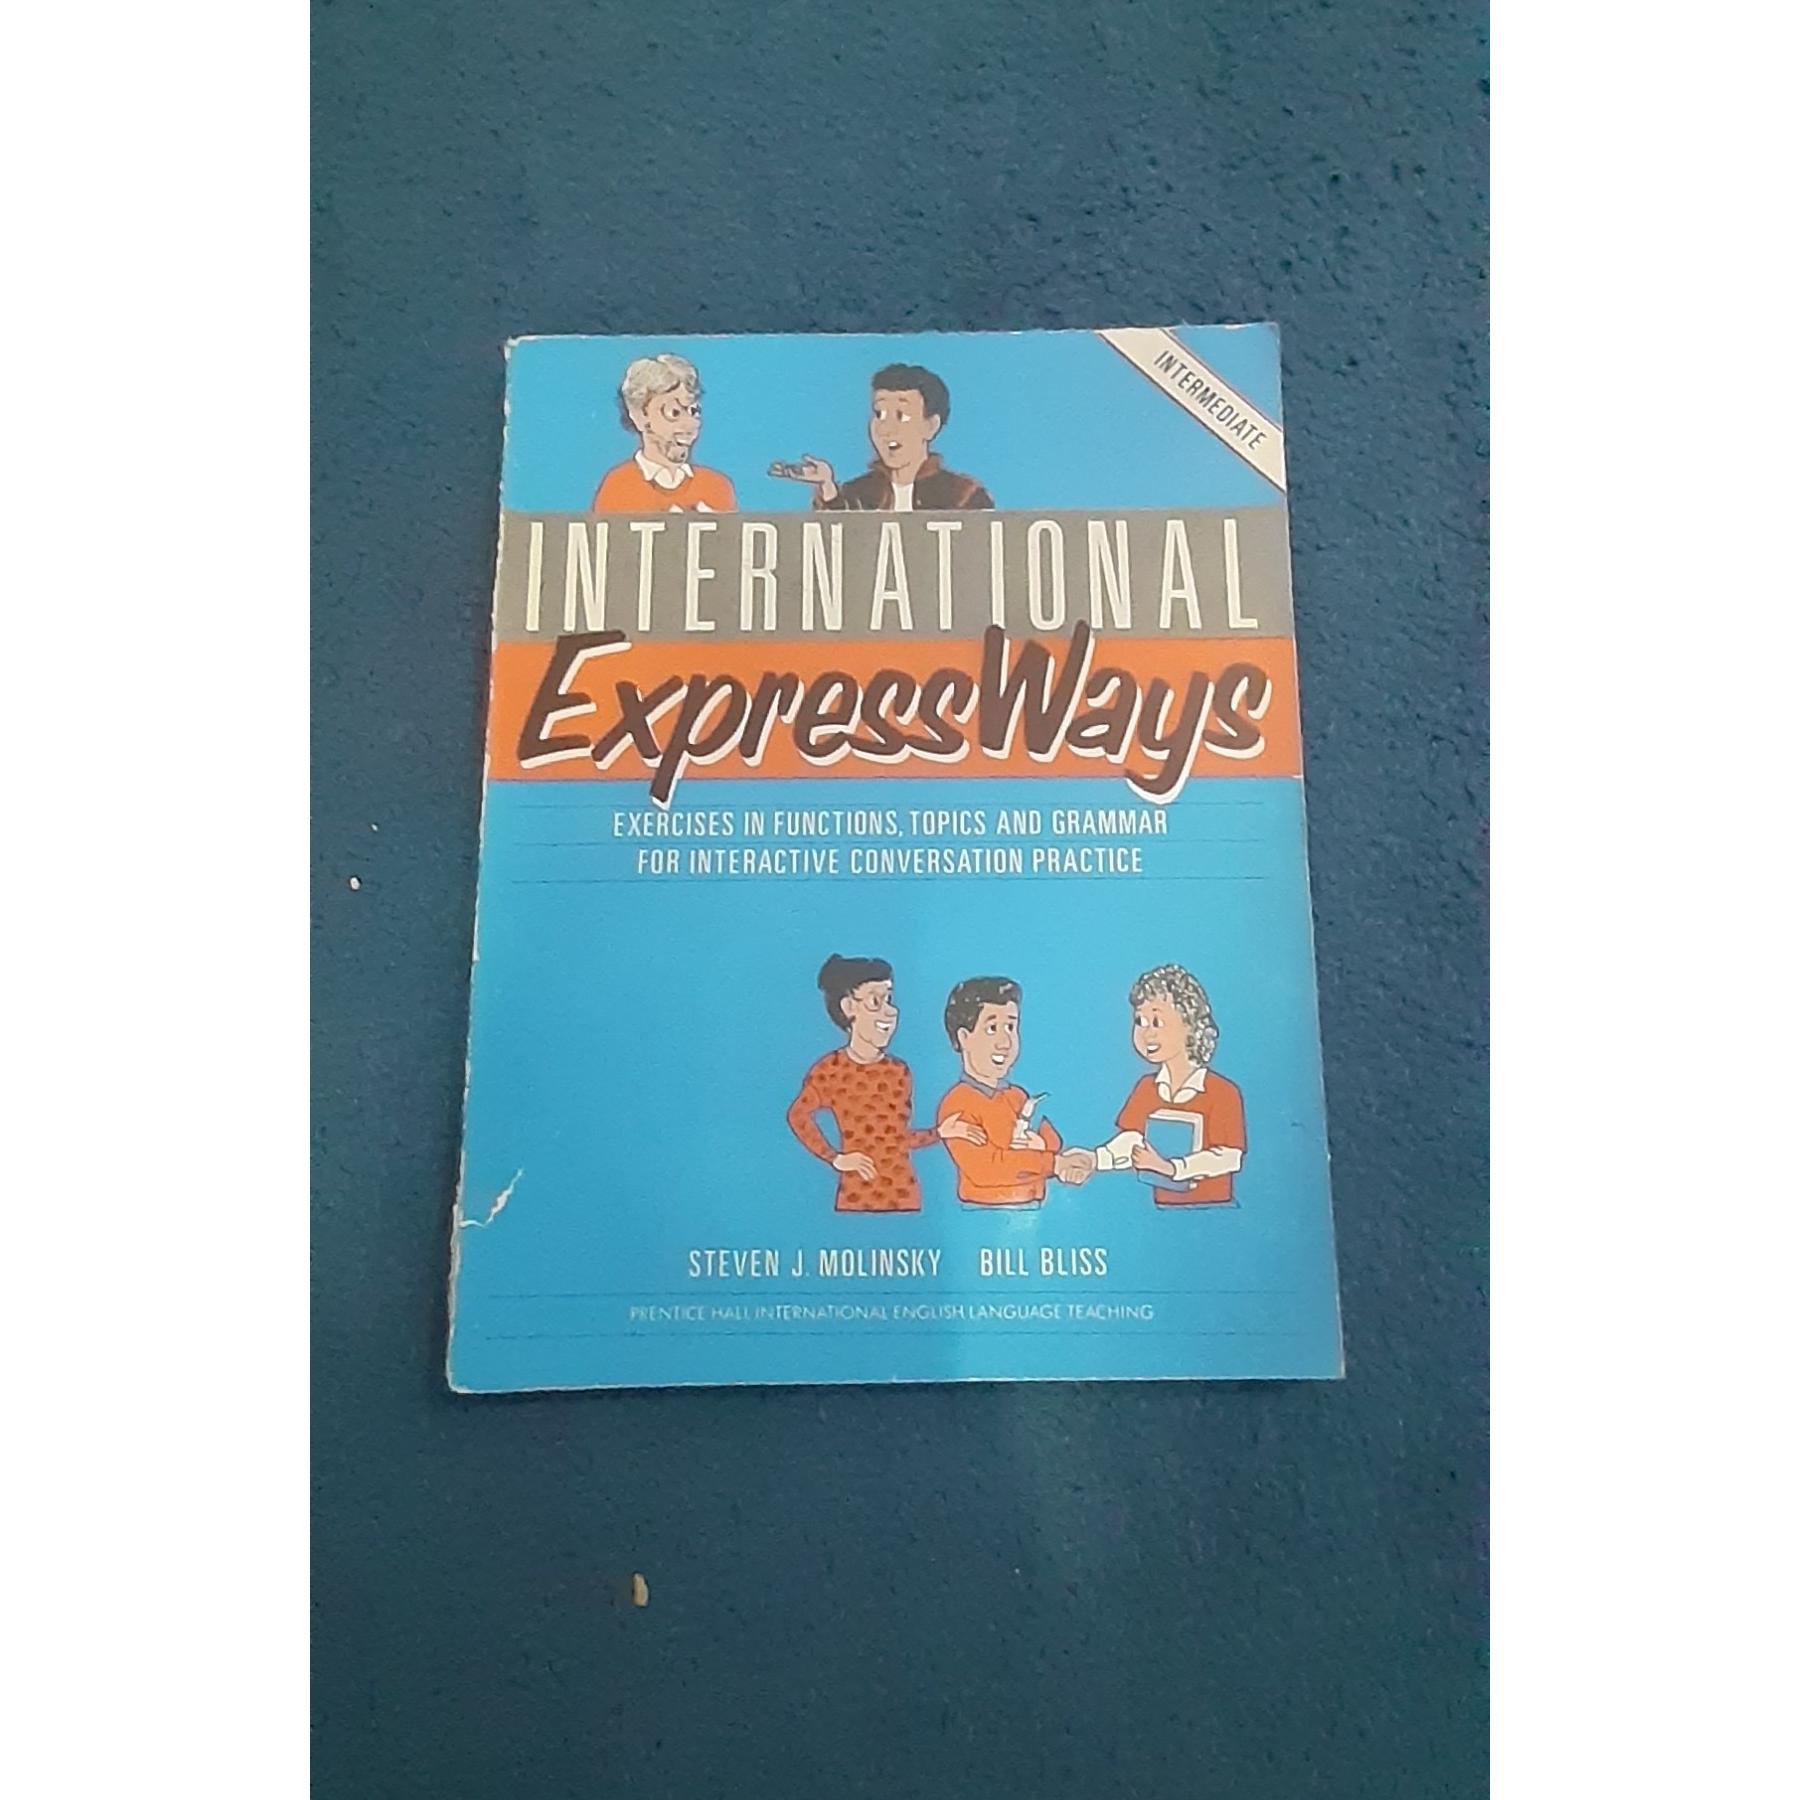 INTERMEDIATE
INTERNATIONAL
ExpressWays
EXERCISES IN FUNCTIONS, TOPICS AND GRAMMAR
FOR INTERACTIVE CONVERSATION PRACTICE
STEVEN J. MOLINSKY BILL BLISS
PRENTICE HALL INTERNATIONAL ENGLISH LANGUAGE TEACHING